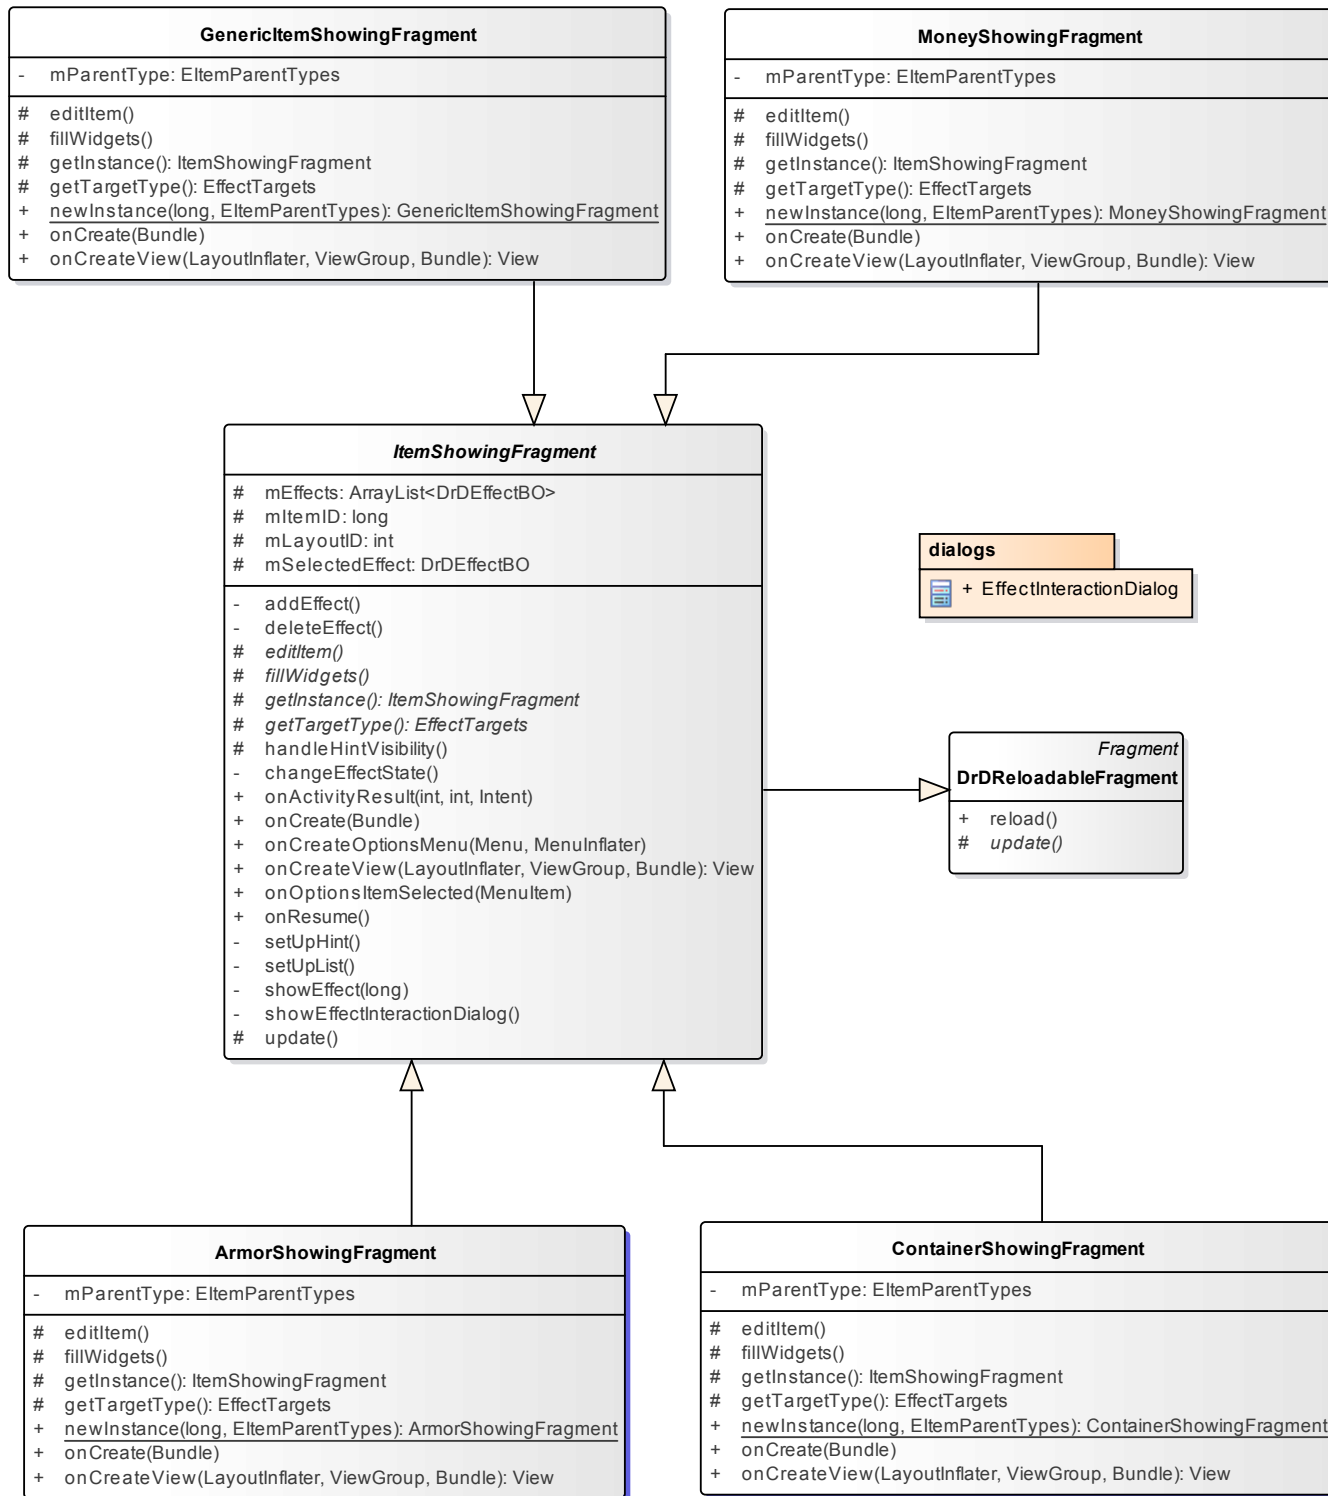 GenericItemShowingFragment
- mParentType: EItemParentTypes
# editItem()
# fillWidgets()
# getInstance(): ItemShowingFragment
# getTargetType(): EffectTargets
+ newInstance(long, EItemParentTypes): GenericItemShowingFragment
+ onCreate(Bundle)
+ onCreateView(LayoutInflater, ViewGroup, Bundle): View
MoneyShowingFragment
- mParentType: EItemParentTypes
# editItem()
# fillWidgets()
# getInstance(): ItemShowingFragment
# getTargetType(): EffectTargets
+ newInstance(long, EItemParentTypes): MoneyShowingFragment
+ onCreate(Bundle)
+ onCreateView(LayoutInflater, ViewGroup, Bundle): View
ItemShowingFragment
# mEffects: ArrayList<DrDEffectBO>
# mItemID: long
# mLayoutID: int
# mSelectedEffect: DrDEffectBO
- addEffect()
- deleteEffect()
# editItem()
# fillWidgets()
# getInstance(): ItemShowingFragment
# getTargetType(): EffectTargets
# handleHintVisibility()
- changeEffectState()
+ onActivityResult(int, int, Intent)
+ onCreate(Bundle)
+ onCreateOptionsMenu(Menu, MenuInflater)
+ onCreateView(LayoutInflater, ViewGroup, Bundle): View
+ onOptionsItemSelected(MenuItem)
+ onResume()
- setUpHint()
- setUpList()
- showEffect(long)
- showEffectInteractionDialog()
# update()
dialogs
+ EffectInteractionDialog
Fragment
DrDReloadableFragment
+ reload()
# update()
ArmorShowingFragment
- mParentType: EItemParentTypes
# editItem()
# fillWidgets()
# getInstance(): ItemShowingFragment
# getTargetType(): EffectTargets
+ newInstance(long, EItemParentTypes): ArmorShowingFragment
+ onCreate(Bundle)
+ onCreateView(LayoutInflater, ViewGroup, Bundle): View
ContainerShowingFragment
- mParentType: EItemParentTypes
# editItem()
# fillWidgets()
# getInstance(): ItemShowingFragment
# getTargetType(): EffectTargets
+ newInstance(long, EItemParentTypes): ContainerShowingFragment
+ onCreate(Bundle)
+ onCreateView(LayoutInflater, ViewGroup, Bundle): View